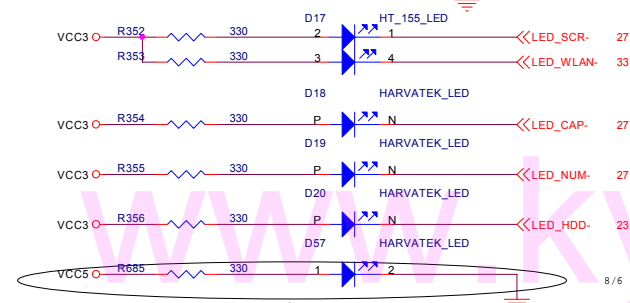 D17 HT_155_LED
VCC3 R352 330 2 1 LED_SCR- 27
R353 330 3 4 LED_WLAN- 33
D18 HARVATEK_LED
VCC3 R354 330 P N LED_CAP- 27
D19 HARVATEK_LED
VCC3 R355 330 P N LED_NUM- 27
D20 HARVATEK_LED
VCC3 R356 330 P N LED_HDD- 23
www.kv
D57 HARVATEK_LED
VCC5 R685 330 1 2 8/6